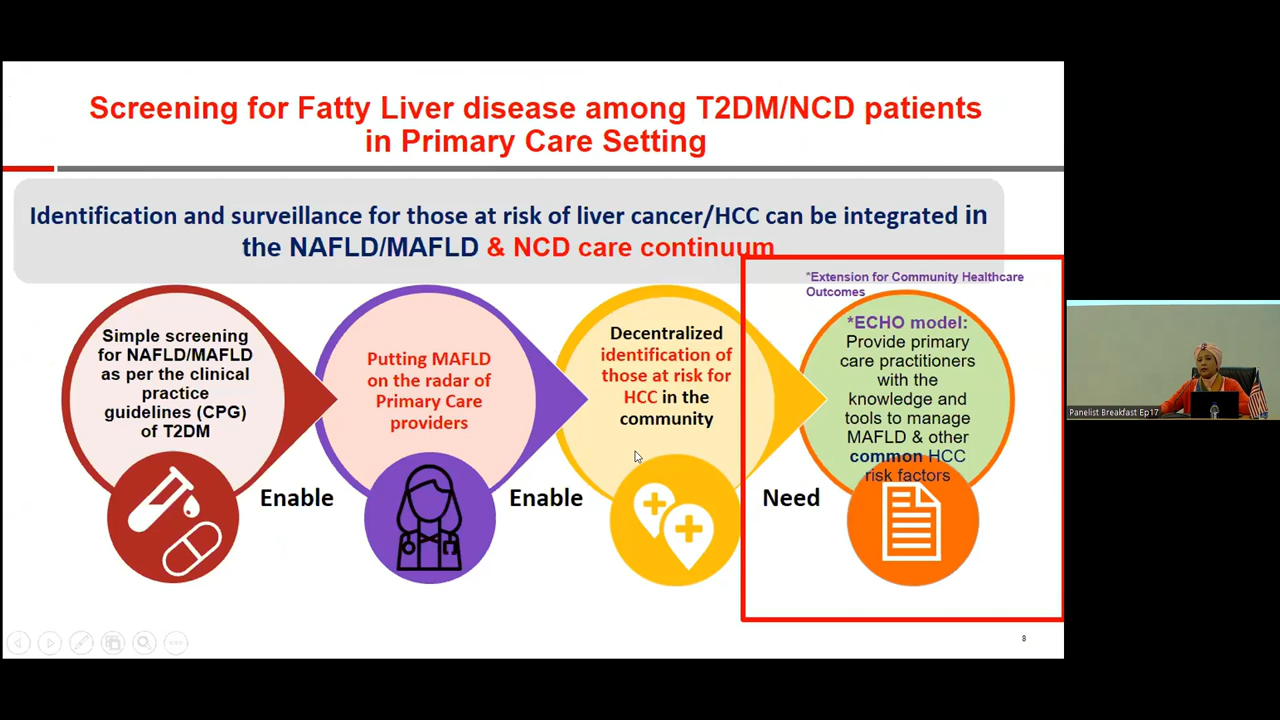 Screening for Fatty Liver disease among T2DM/NCD patients
in Primary Care Setting
Identification and surveillance for those at risk of liver cancer/HCC can be integrated in
the NAFLD/MAFLD & NCD care continuum
Simple screening
for NAFLD/MAFLD
as per the clinical
practice
guidelines (CPG)
of T2DM
Enable
Putting MAFLD
on the radar of
Primary Care
providers
Enable
Decentralized
identification of
those at risk for
HCC in the
community
Need
*Extension for Community Healthcare
Outcomes
*ECHO model:
Provide primary
care practitioners
with the
knowledge and
tools to manage
MAFLD & other
common HCC
risk factors
8
Panelist Breakfast Ep17